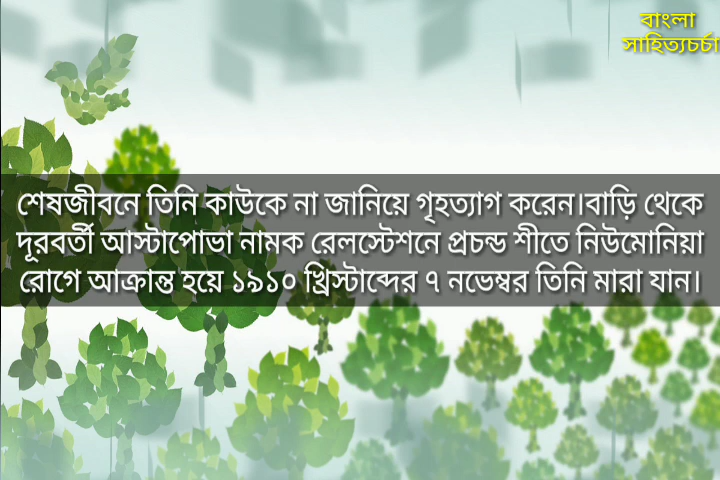 বাংলা
সাহিত্যচর্চা
শেষজীবনে তিনি কাউকে না জানিয়ে গৃহত্যাগ করেন।বাড়ি থেকে
দূরবর্তী আস্টাপোভা নামক রেলস্টেশনে প্রচন্ড শীতে নিউমোনিয়া
রোগে আক্রান্ত হয়ে ১৯১০ খ্রিস্টাব্দের ৭ নভেম্বর তিনি মারা যান।